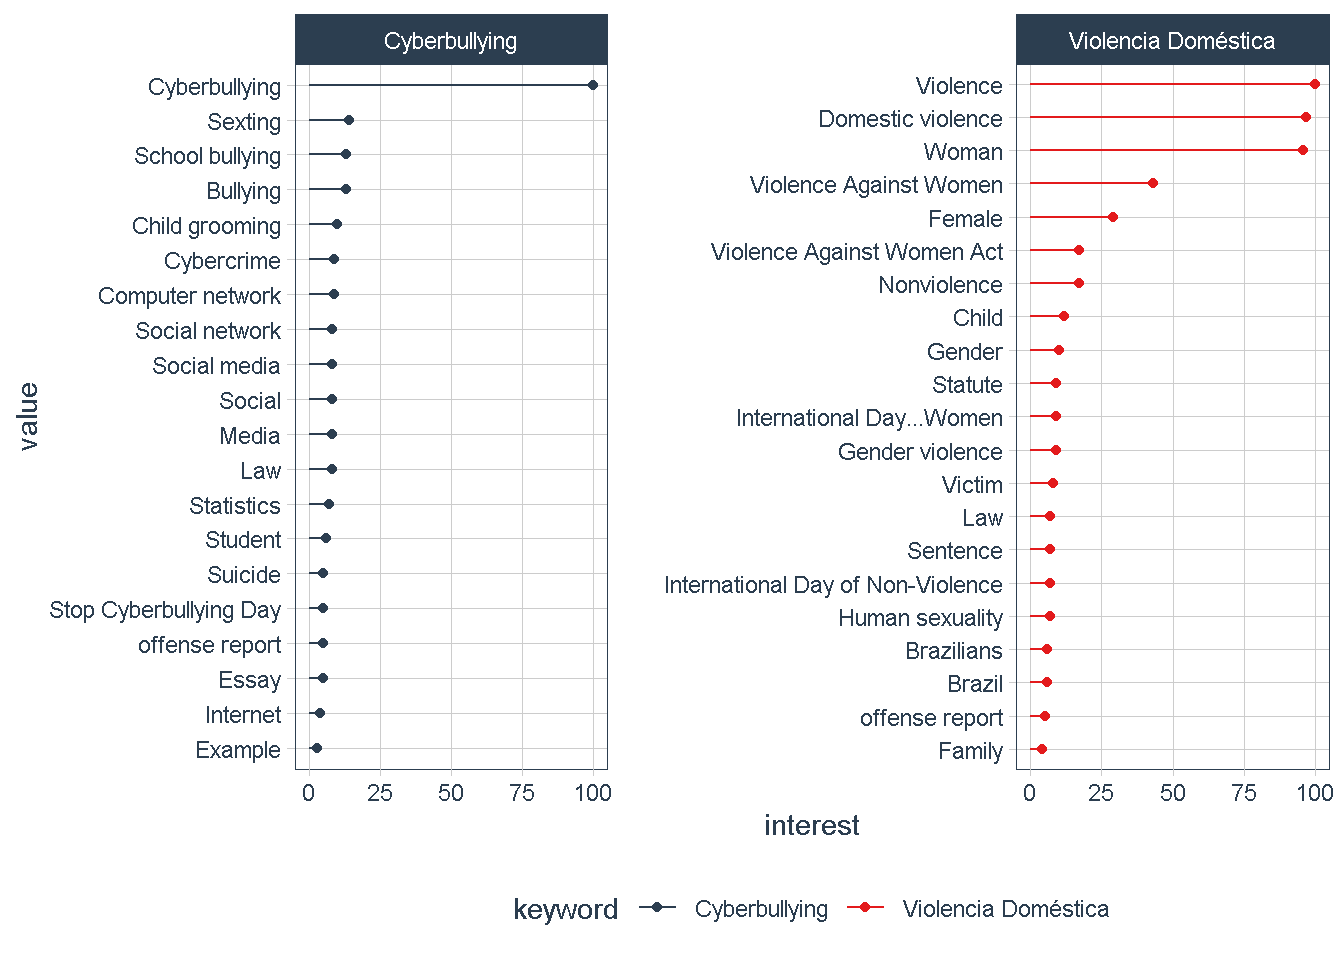 Cyberbullying
Violencia Doméstica
value
Cyberbullying
Sexting
School bullying
Bullying
Child grooming
Cybercrime
Computer network
Social network
Social media
Social
Media
Law
Statistics
Student
Suicide
Stop Cyberbullying Day
offense report
Essay
Internet
Example
0 25 50 75 100
Violence
Domestic violence
Woman
Violence Against Women
Female
Violence Against Women Act
Nonviolence
Child
Gender
Statute
International Day...Women
Gender violence
Victim
Law
Sentence
International Day of Non-Violence
Human sexuality
Brazilians
Brazil
offense report
Family
0 25 50 75 100
interest
keyword Cyberbullying Violencia Doméstica